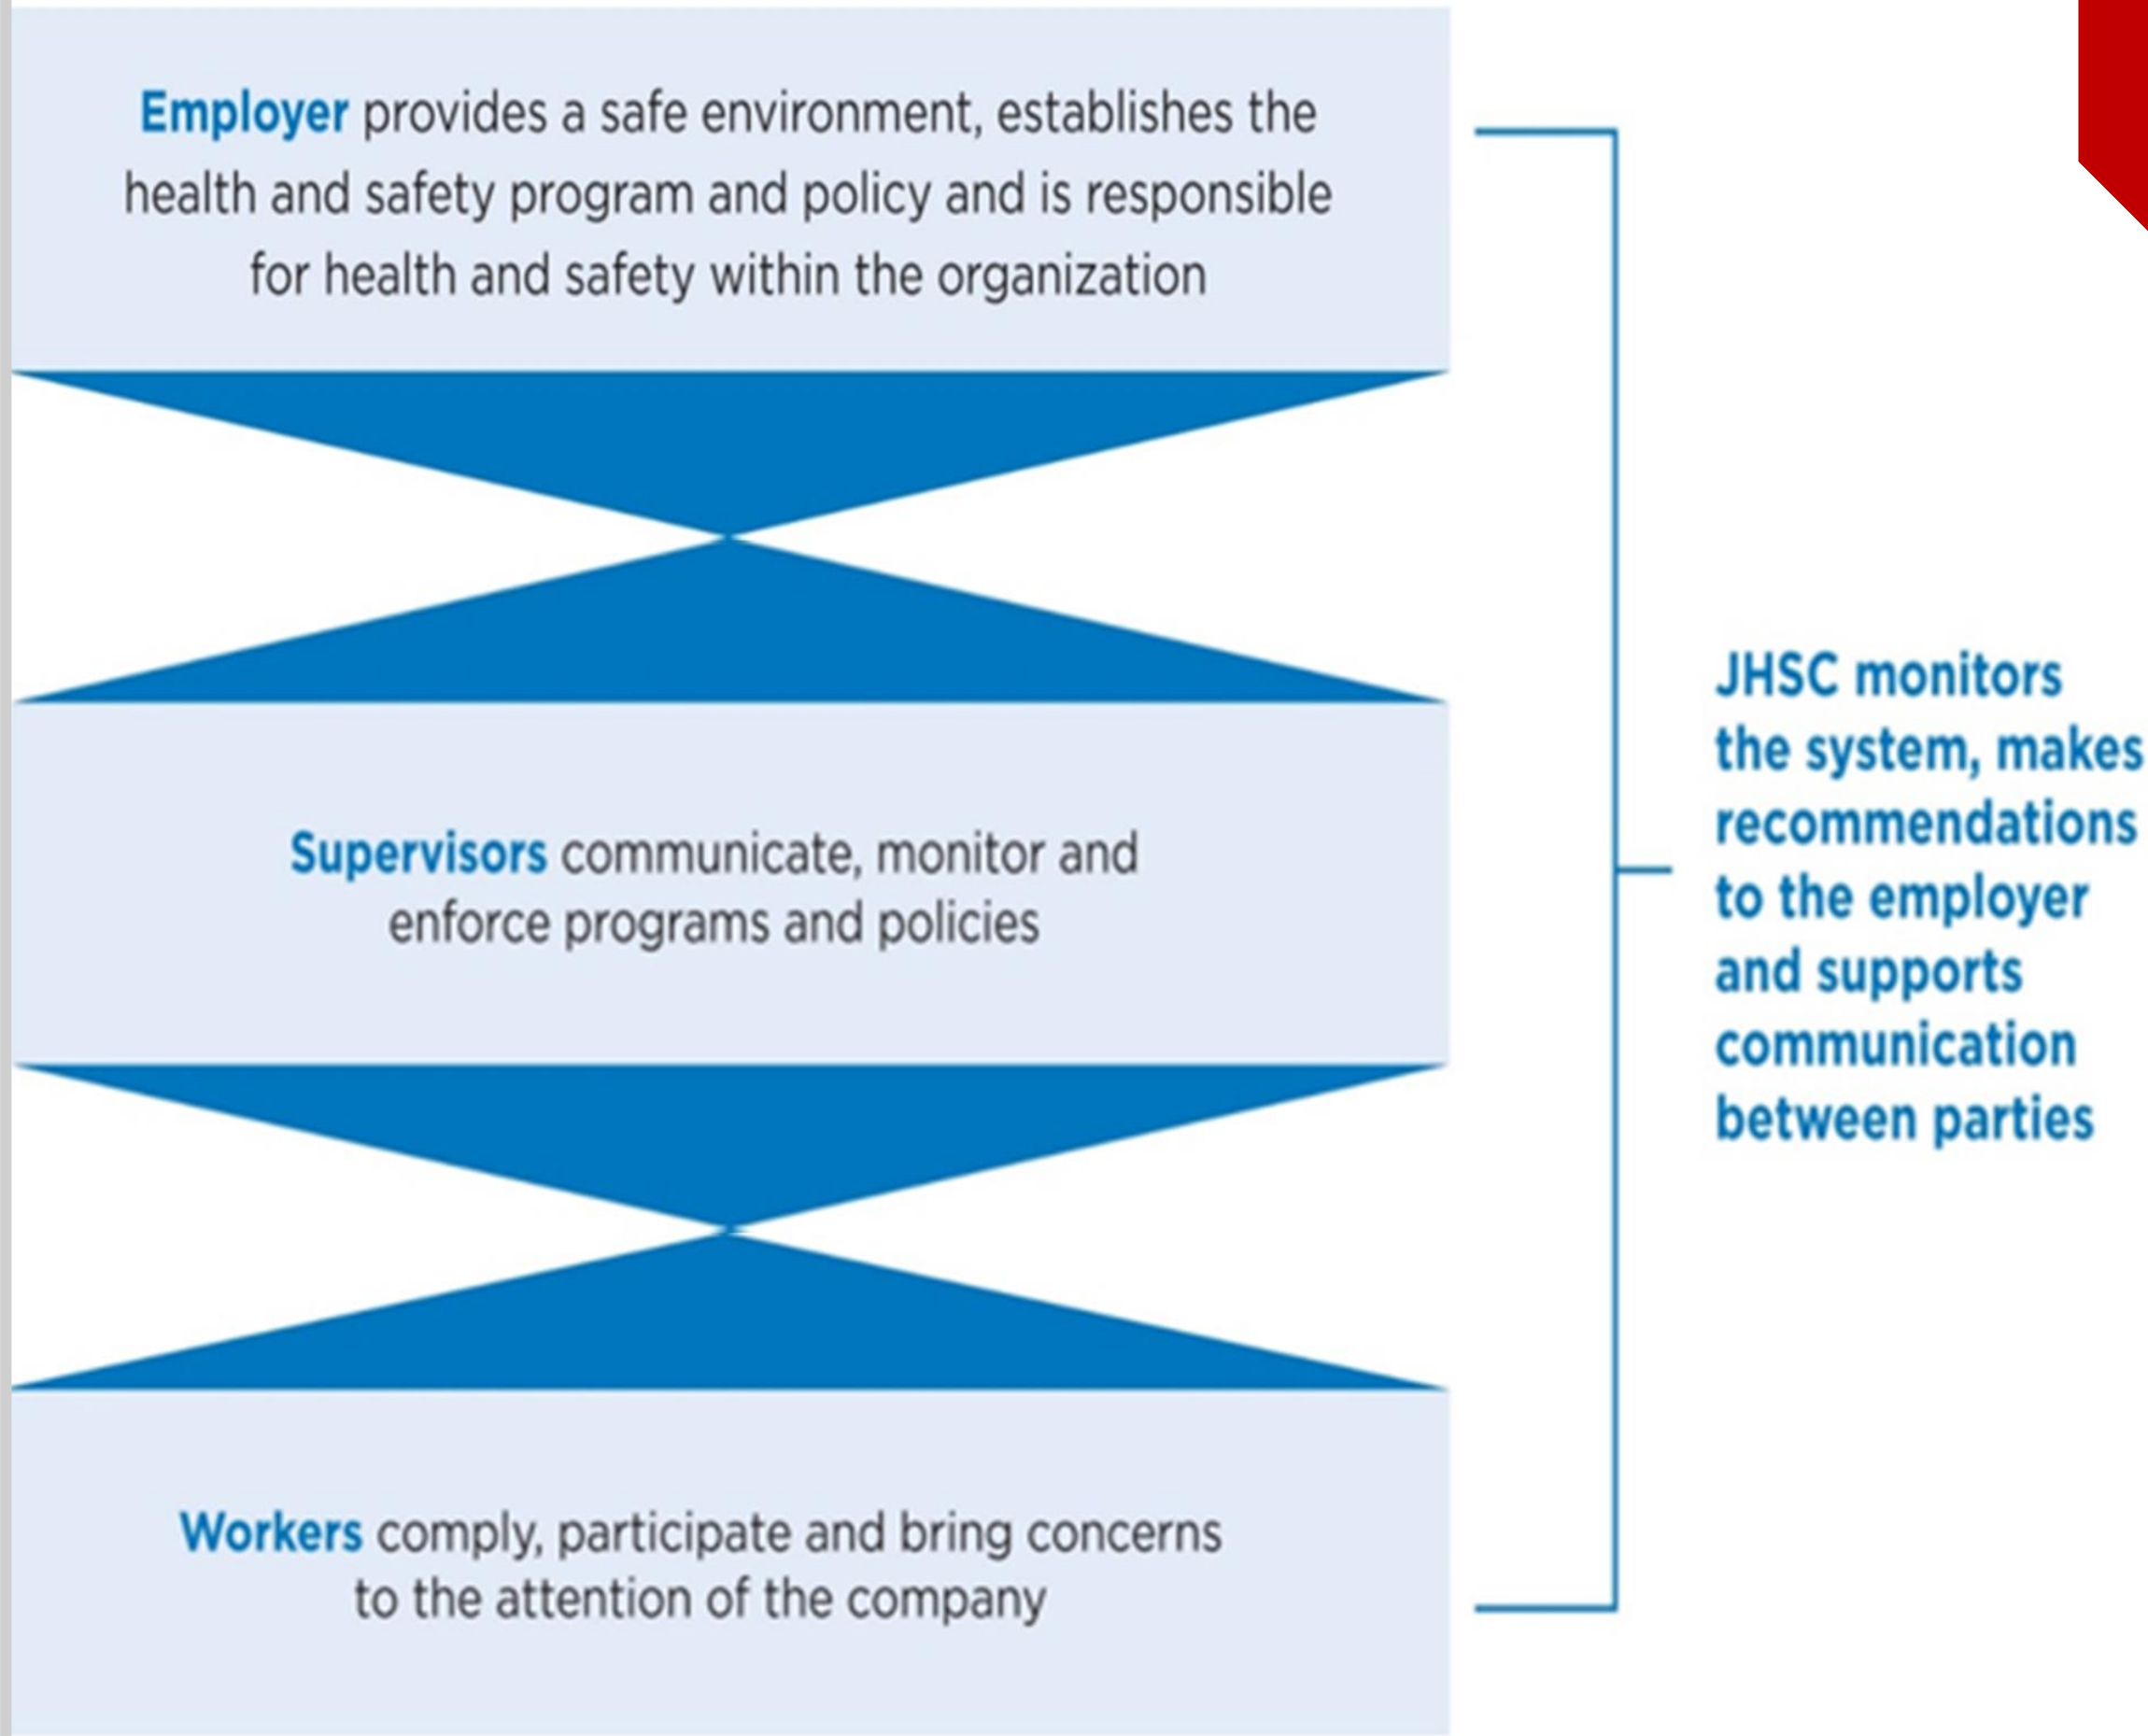 Employer provides a safe environment, establishes the
health and safety program and policy and is responsible
for health and safety within the organization
Supervisors communicate, monitor and
enforce programs and policies
Workers comply, participate and bring concerns
to the attention of the company
JHSC monitors
the system, makes
recommendations
to the employer
and supports
communication
between parties